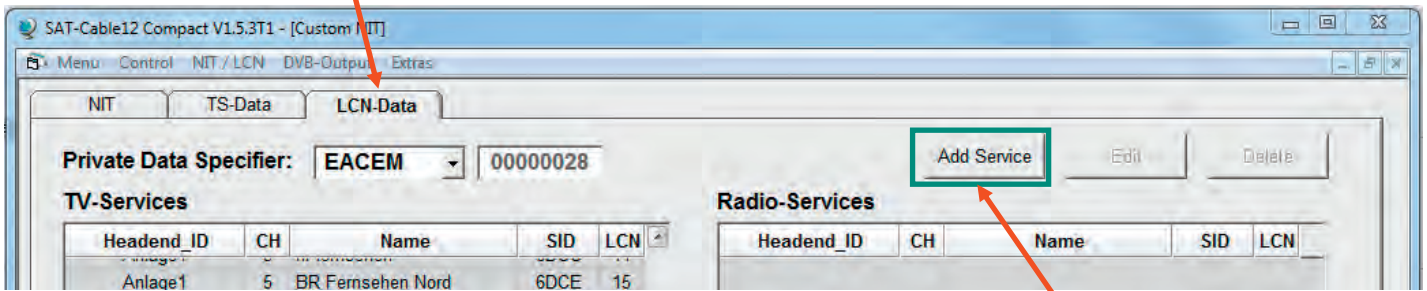 SAT-Cable12 Compact V1.5.3T1 - [Custom NIT]
Menu Control NIT / LCN DVB-Output Extras
NIT TS-Data LCN-Data
Private Data Specifier: EACEM 00000028 Add Service Edit Delete
TV-Services Radio-Services
Headend_ID CH Name SID LCN Headend_ID CH Name SID LCN
Anlage1
Anlage1 5 BR Fernsehen Nord 6DCE 15